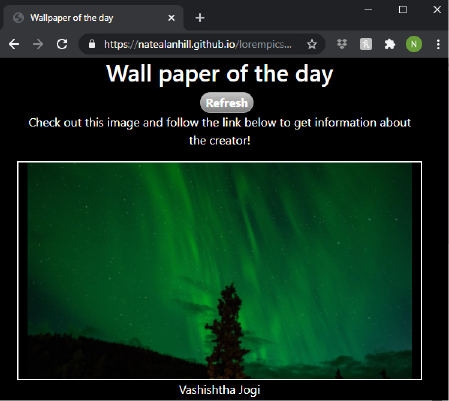 Wallpaper of the day
https://natealanhill.github.io/lorempics...
N
Wall paper of the day
Refresh
Check out this image and follow the link below to get information about
the creator!
Vashishtha Jogi